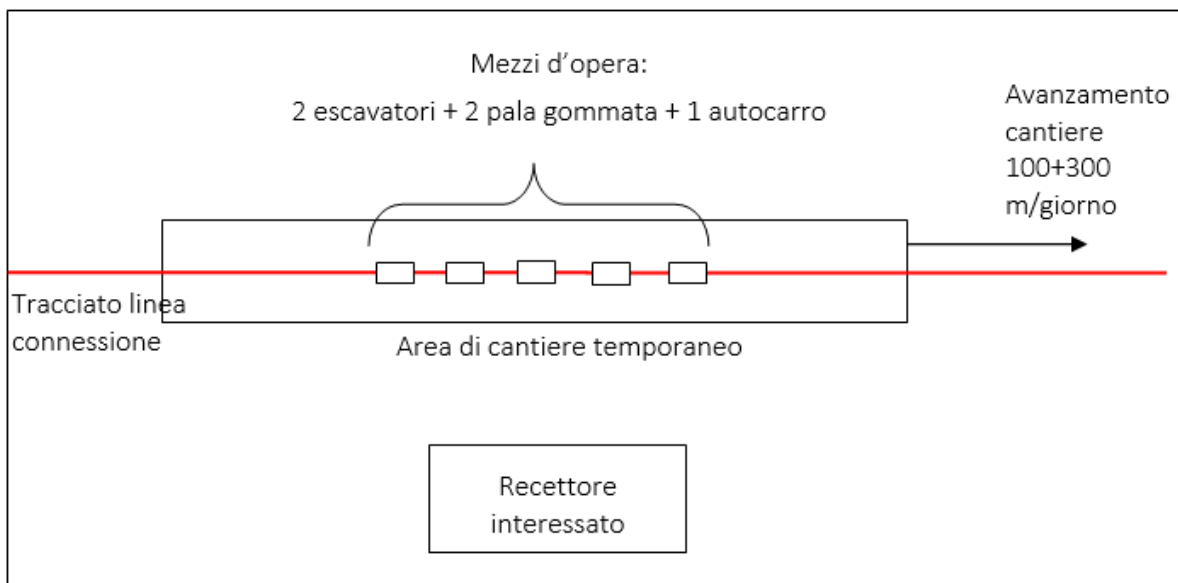 Mezzi d'opera:
2 escavatori + 2 pala gommata + 1 autocarro
Avanzamento
cantiere
100+300
m/giorno
Tracciato linea
connessione
Area di cantiere temporaneo
Recettore
interessato